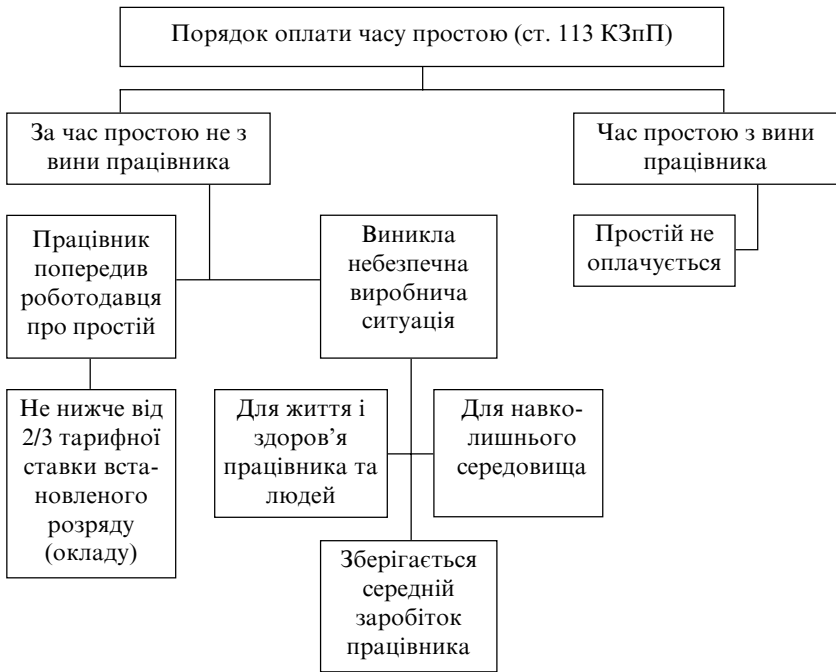 Порядок оплати часу простою (ст. 113 КЗпП)
За час простою не з
вини працівника
Час простою з вини
працівника
Працівник
попередив
роботодавця
про простій
Виникла
небезпечна
виробнича
ситуація
Простій не
оплачується
Не нижче від
2/3 тарифної
ставки вста-
новленого
розряду
(окладу)
Для життя і
здоров'я
працівника та
людей
Для навко-
лишнього
середовища
Зберігається
середній
заробіток
працівника